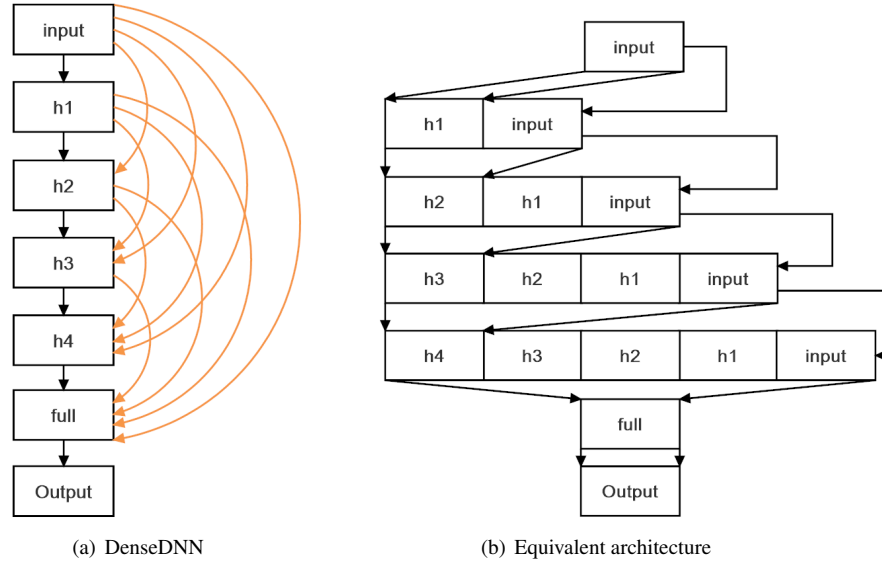 input
h1
h2
h3
h4
full
Output
(a) DenseDNN
input
h1 input
h2 h1 input
h3 h2 h1 input
h4 h3 h2 h1 input
full
Output
(b) Equivalent architecture